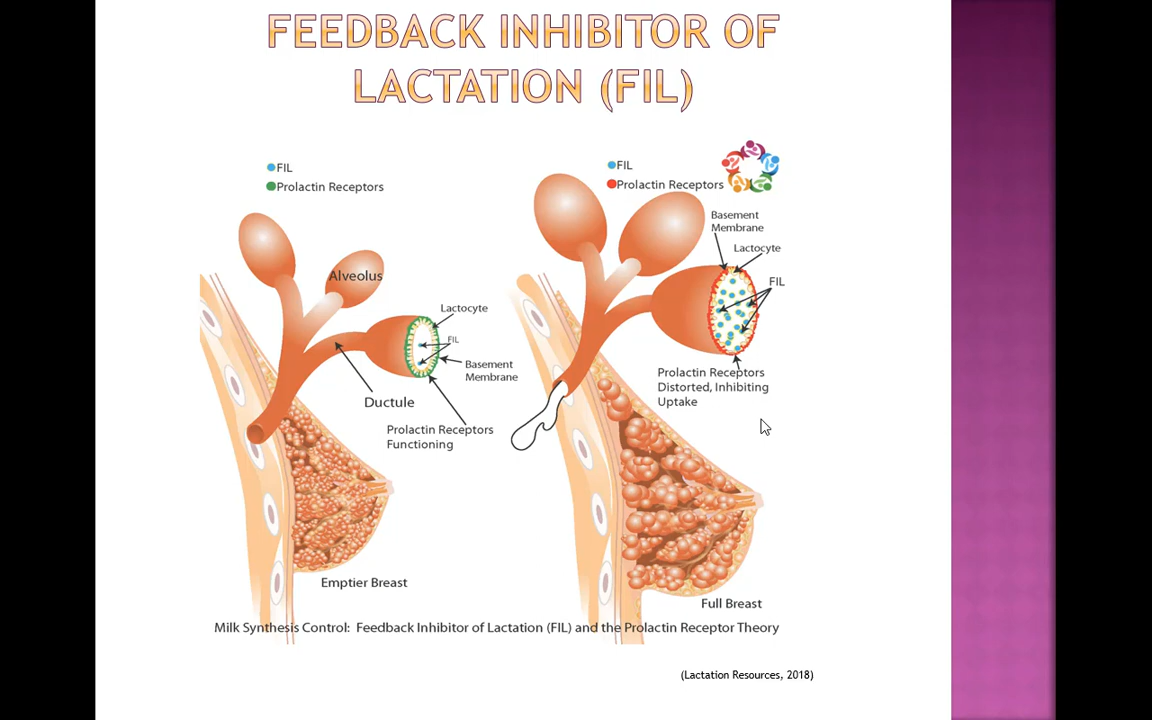 FEEDBACK INHIBITOR OF
LACTATION (FIL)
FIL
Prolactin Receptors
Alveolus
Lactocyte
FIL
Basement
Membrane
Ductule
Prolactin Receptors
Functioning
Emptier Breast
FIL
Prolactin Receptors
Basement
Membrane
Lactocyte
FIL
Prolactin Receptors
Distorted, Inhibiting
Uptake
Full Breast
Milk Synthesis Control: Feedback Inhibitor of Lactation (FIL) and the Prolactin Receptor Theory
(Lactation Resources, 2018)